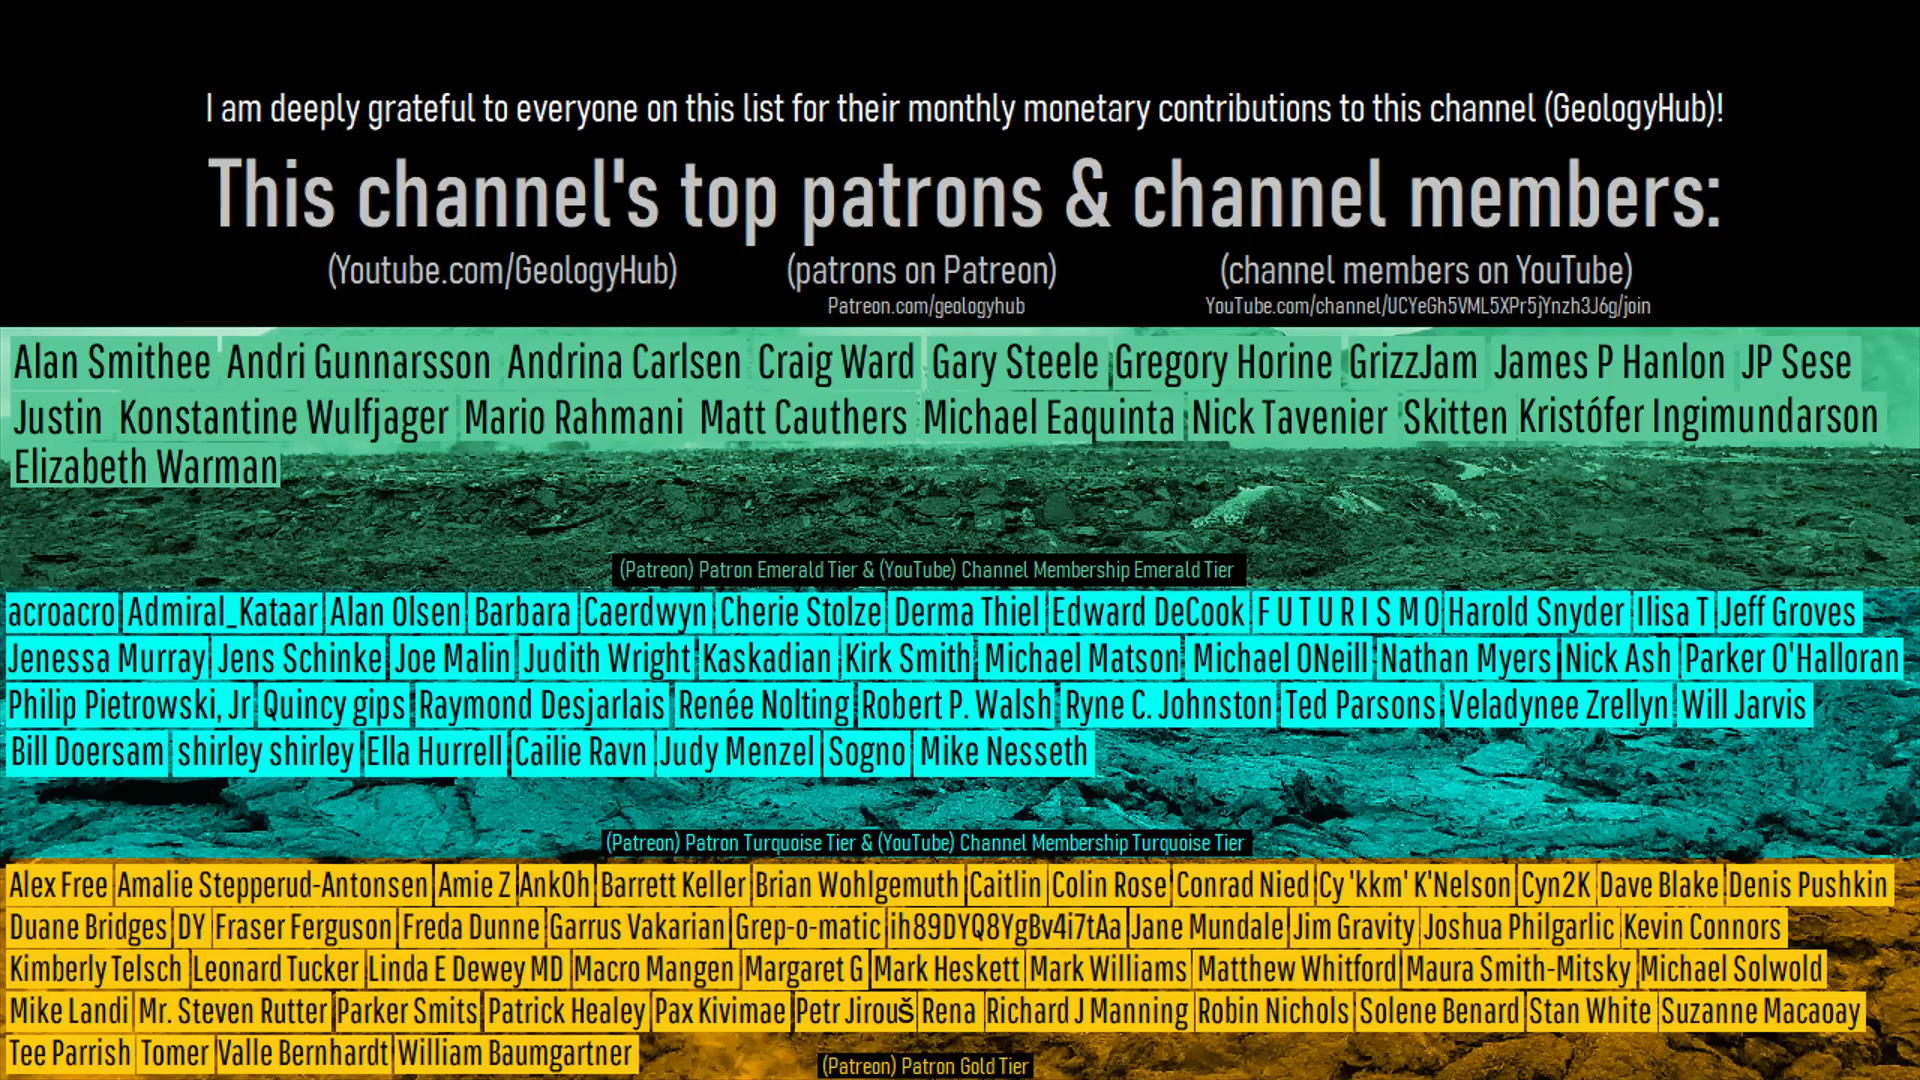 I am deeply grateful to everyone on this list for their monthly monetary contributions to this channel (GeologyHub)!
This channel's top patrons & channel members:
(Youtube.com/GeologyHub) (patrons on Patreon) (channel members on YouTube)
Patreon.com/geologyhub YouTube.com/channel/UCYeGh5VML5XPr5jYnzh3J6g/join
Alan Smithee Andri Gunnarsson Andrina Carlsen Craig Ward Gary Steele Gregory Horine GrizzJam James P Hanlon JP Sese
Justin Konstantine Wulfjager Mario Rahmani Matt Cauthers Michael Eaquinta Nick Tavenier Skitten Kristófer Ingimundarson
Elizabeth Warman
(Patreon) Patron Emerald Tier & (YouTube) Channel Membership Emerald Tier
acroacro Admiral_Kataar Alan Olsen Barbara Caerdwyn Cherie Stolze Derma Thiel Edward DeCook F U T U R I S M O Harold Snyder Ilisa T Jeff Groves
Jenessa Murray Jens Schinke Joe Malin Judith Wright Kaskadian Kirk Smith Michael Matson Michael ONeill Nathan Myers Nick Ash Parker O'Halloran
Philip Pietrowski, Jr Quincy gips Raymond Desjarlais Renée Nolting Robert P. Walsh Ryne C. Johnston Ted Parsons Veladynee Zrellyn Will Jarvis
Bill Doersam shirley shirley Ella Hurrell Cailie Ravn Judy Menzel Sogno Mike Nesseth
(Patreon) Patron Turquoise Tier & (YouTube) Channel Membership Turquoise Tier
Alex Free Amalie Stepperud-Antonsen Amie Z AnkOh Barrett Keller Brian Wohlgemuth Caitlin Colin Rose Conrad Nied Cy 'kkm' K'Nelson Cyn2K Dave Blake Denis Pushkin
Duane Bridges DY Fraser Ferguson Freda Dunne Garrus Vakarian Grep-o-matic ih89DYQ8YgBv4i7tAa Jane Mundale Jim Gravity Joshua Philgarlic Kevin Connors
Kimberly Telsch Leonard Tucker Linda E Dewey MD Macro Mangen Margaret G Mark Heskett Mark Williams Matthew Whitford Maura Smith-Mitsky Michael Solwold
Mike Landi Mr. Steven Rutter Parker Smits Patrick Healey Pax Kivimae Petr Jirouš Rena Richard J Manning Robin Nichols Solene Benard Stan White Suzanne Macaoay
Tee Parrish Tomer Valle Bernhardt William Baumgartner
(Patreon) Patron Gold Tier